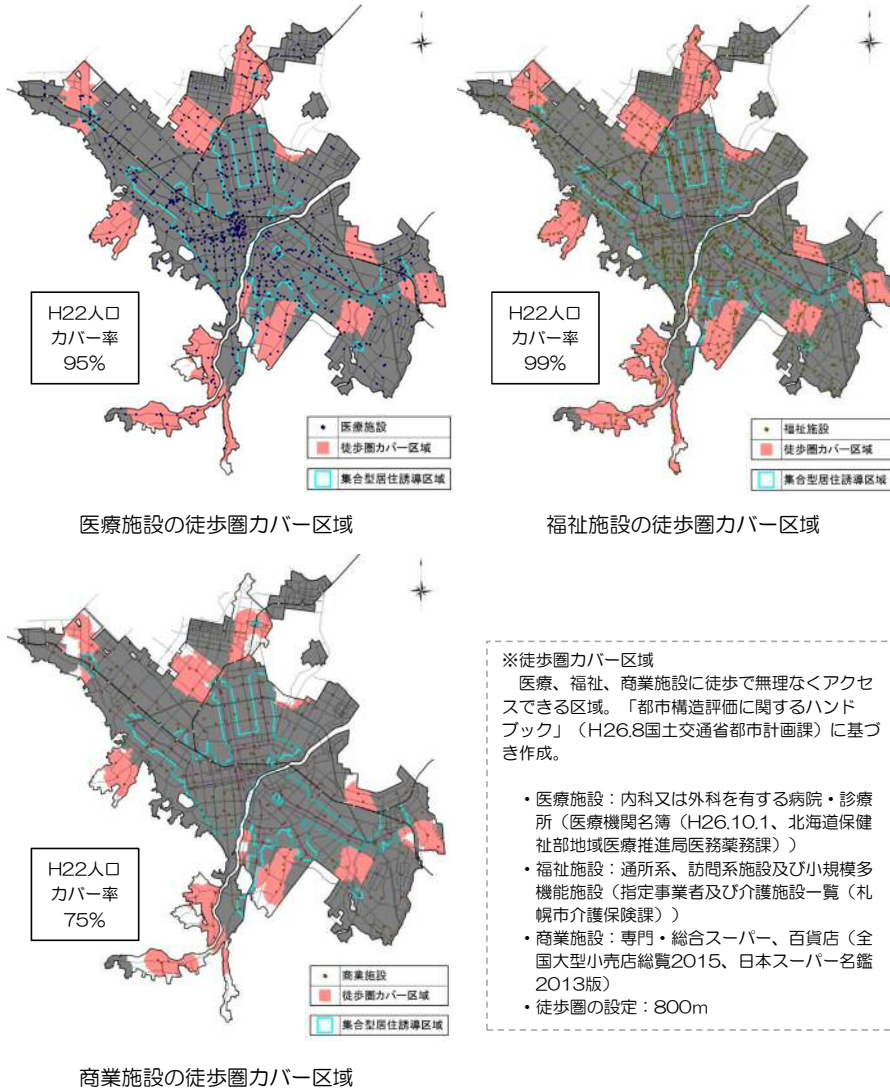 H22人口
カバー率
95%
医療施設
徒歩圏カバー区域
集合型居住誘導区域
医療施設の徒歩圏カバー区域
H22人口
カバー率
99%
福祉施設
徒歩圏カバー区域
集合型居住誘導区域
福祉施設の徒歩圏カバー区域
H22人口
カバー率
75%
商業施設
徒歩圏カバー区域
集合型居住誘導区域
商業施設の徒歩圏カバー区域
※徒歩圏カバー区域
医療、福祉、商業施設に徒歩で無理なくアクセ
スできる区域。「都市構造評価に関するハンド
ブック」（H26.8国土交通省都市計画課）に基づ
き作成。
・医療施設：内科又は外科を有する病院・診療
所（医療機関名簿（H26.10.1、北海道保健
祉部地域医療推進局医務薬務課））
・福祉施設：通所系、訪問系施設及び小規模多
機能施設（指定事業者及び介護施設一覧（札
幌市介護保険課））
・商業施設：専門・総合スーパー、百貨店（全
国大型小売店総覧2015、日本スーパー名鑑
2013版）
・徒歩圏の設定：800m